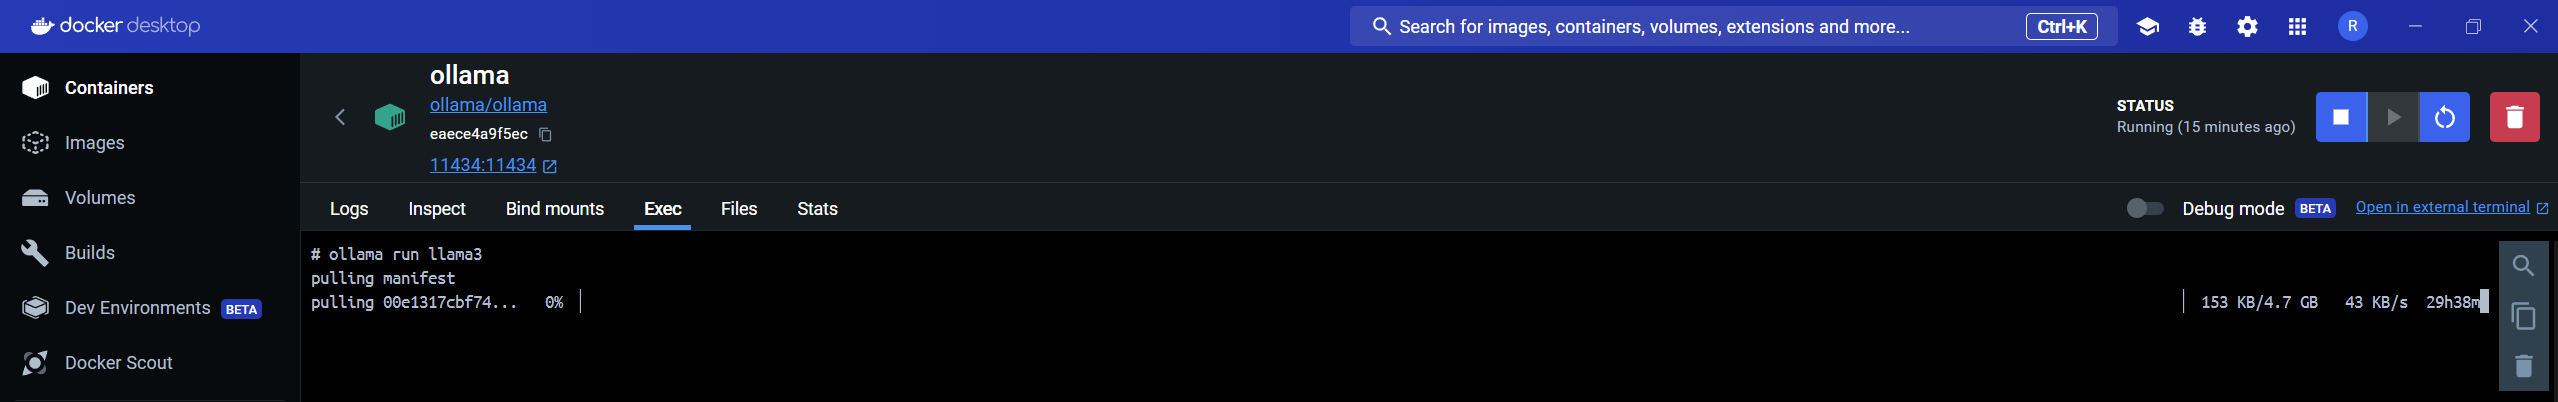 docker desktop
Search for images, containers, volumes, extensions and more...
Ctrl+K
R
Containers
Images
Volumes
Builds
Dev Environments BETA
Docker Scout
ollama
ollama/ollama
eaece4a9f5ec
11434:11434
STATUS
Running (15 minutes ago)
Logs Inspect Bind mounts Exec Files Stats
Debug mode BETA Open in external terminal
# ollama run llama3
pulling manifest
pulling 00e1317cbf74... 0% 153 KB/4.7 GB 43 KB/s 29h38m